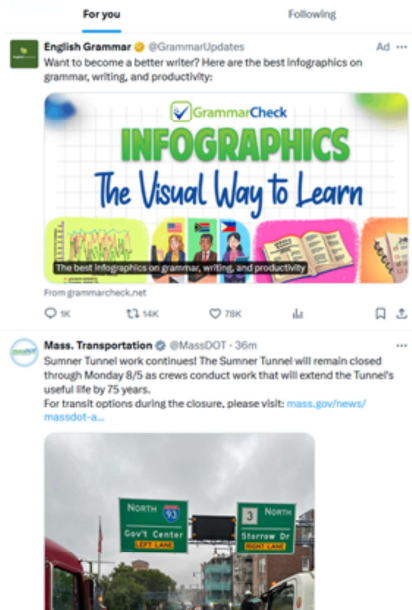 For you Following
English Grammar @GrammarUpdates Ad
Want to become a better writer? Here are the best infographics on
grammar, writing, and productivity:
GrammarCheck
INFOGRAPHICS
The Visual Way to Learn
The best infographics on grammar, writing, and productivity
From grammarcheck.net
1K 14K 78K
Mass. Transportation @MassDOT · 36m
Sumner Tunnel work continues! The Sumner Tunnel will remain closed
through Monday 8/5 as crews conduct work that will extend the Tunnel's
useful life by 75 years.
For transit options during the closure, please visit: mass.gov/news/
massdot-a...
NORTH 93
Gov't Center
LEFT LANE
3 NORTH
Storrow Dr
RIGHT LANE